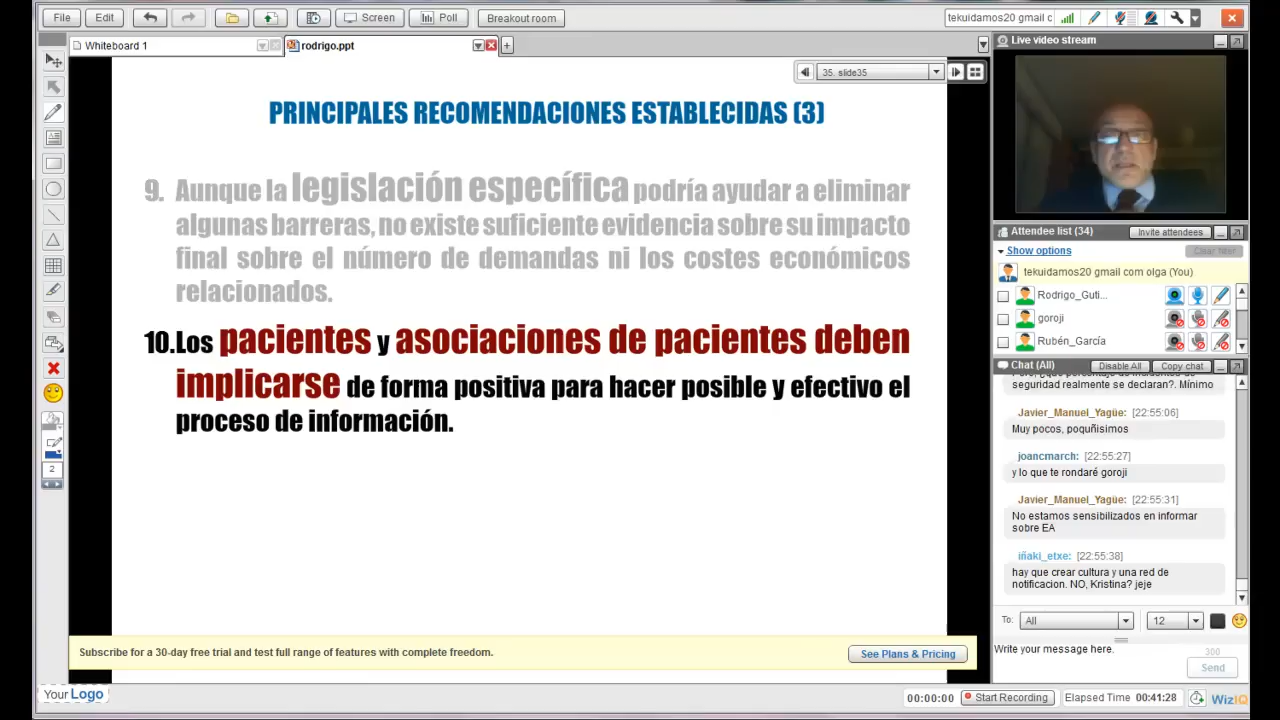 File
Edit
Screen
Poll
Breakout room
tekuidamos20 gmail c
Whiteboard 1
rodrigo.ppt
35. slide35
PRINCIPALES RECOMENDACIONES ESTABLECIDAS (3)
9. Aunque la legislación específica podría ayudar a eliminar
algunas barreras, no existe suficiente evidencia sobre su impacto
final sobre el número de demandas ni los costes económicos
relacionados.
10.Los pacientes y asociaciones de pacientes deben
implicarse de forma positiva para hacer posible y efectivo el
proceso de información.
2
Subscribe for a 30-day free trial and test full range of features with complete freedom.
See Plans & Pricing
Your Logo
Live video stream
Attendee list (34)
Invite attendees
Show options
Clear filter
tekuidamos20 gmail com olga (You)
Rodrigo_Guti...
goroji
Rubén_García
Chat (All)
Disable All
Copy chat
seguridad realmente se declaran?. Mínimo
Javier_Manuel_Yagüe: [22:55:06]
Muy pocos, poquñisimos
joancmarch: [22:55:27]
y lo que te rondaré goroji
Javier_Manuel_Yagüe: [22:55:31]
No estamos sensibilizados en informar
sobre EA
iñaki_etxe: [22:55:38]
hay que crear cultura y una red de
notificacion. NO, Kristina? jeje
To:
All
12
Write your message here.
300
Send
00:00:00
Start Recording
Elapsed Time 00:41:28
WizIQ